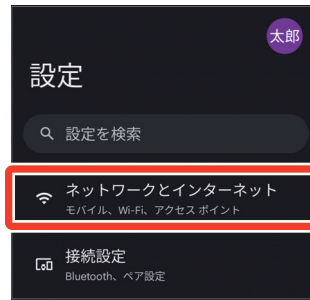 太郎
設定
設定を検索
ネットワークとインターネット
モバイル、Wi-Fi、アクセス ポイント
接続設定
Bluetooth、ペア設定